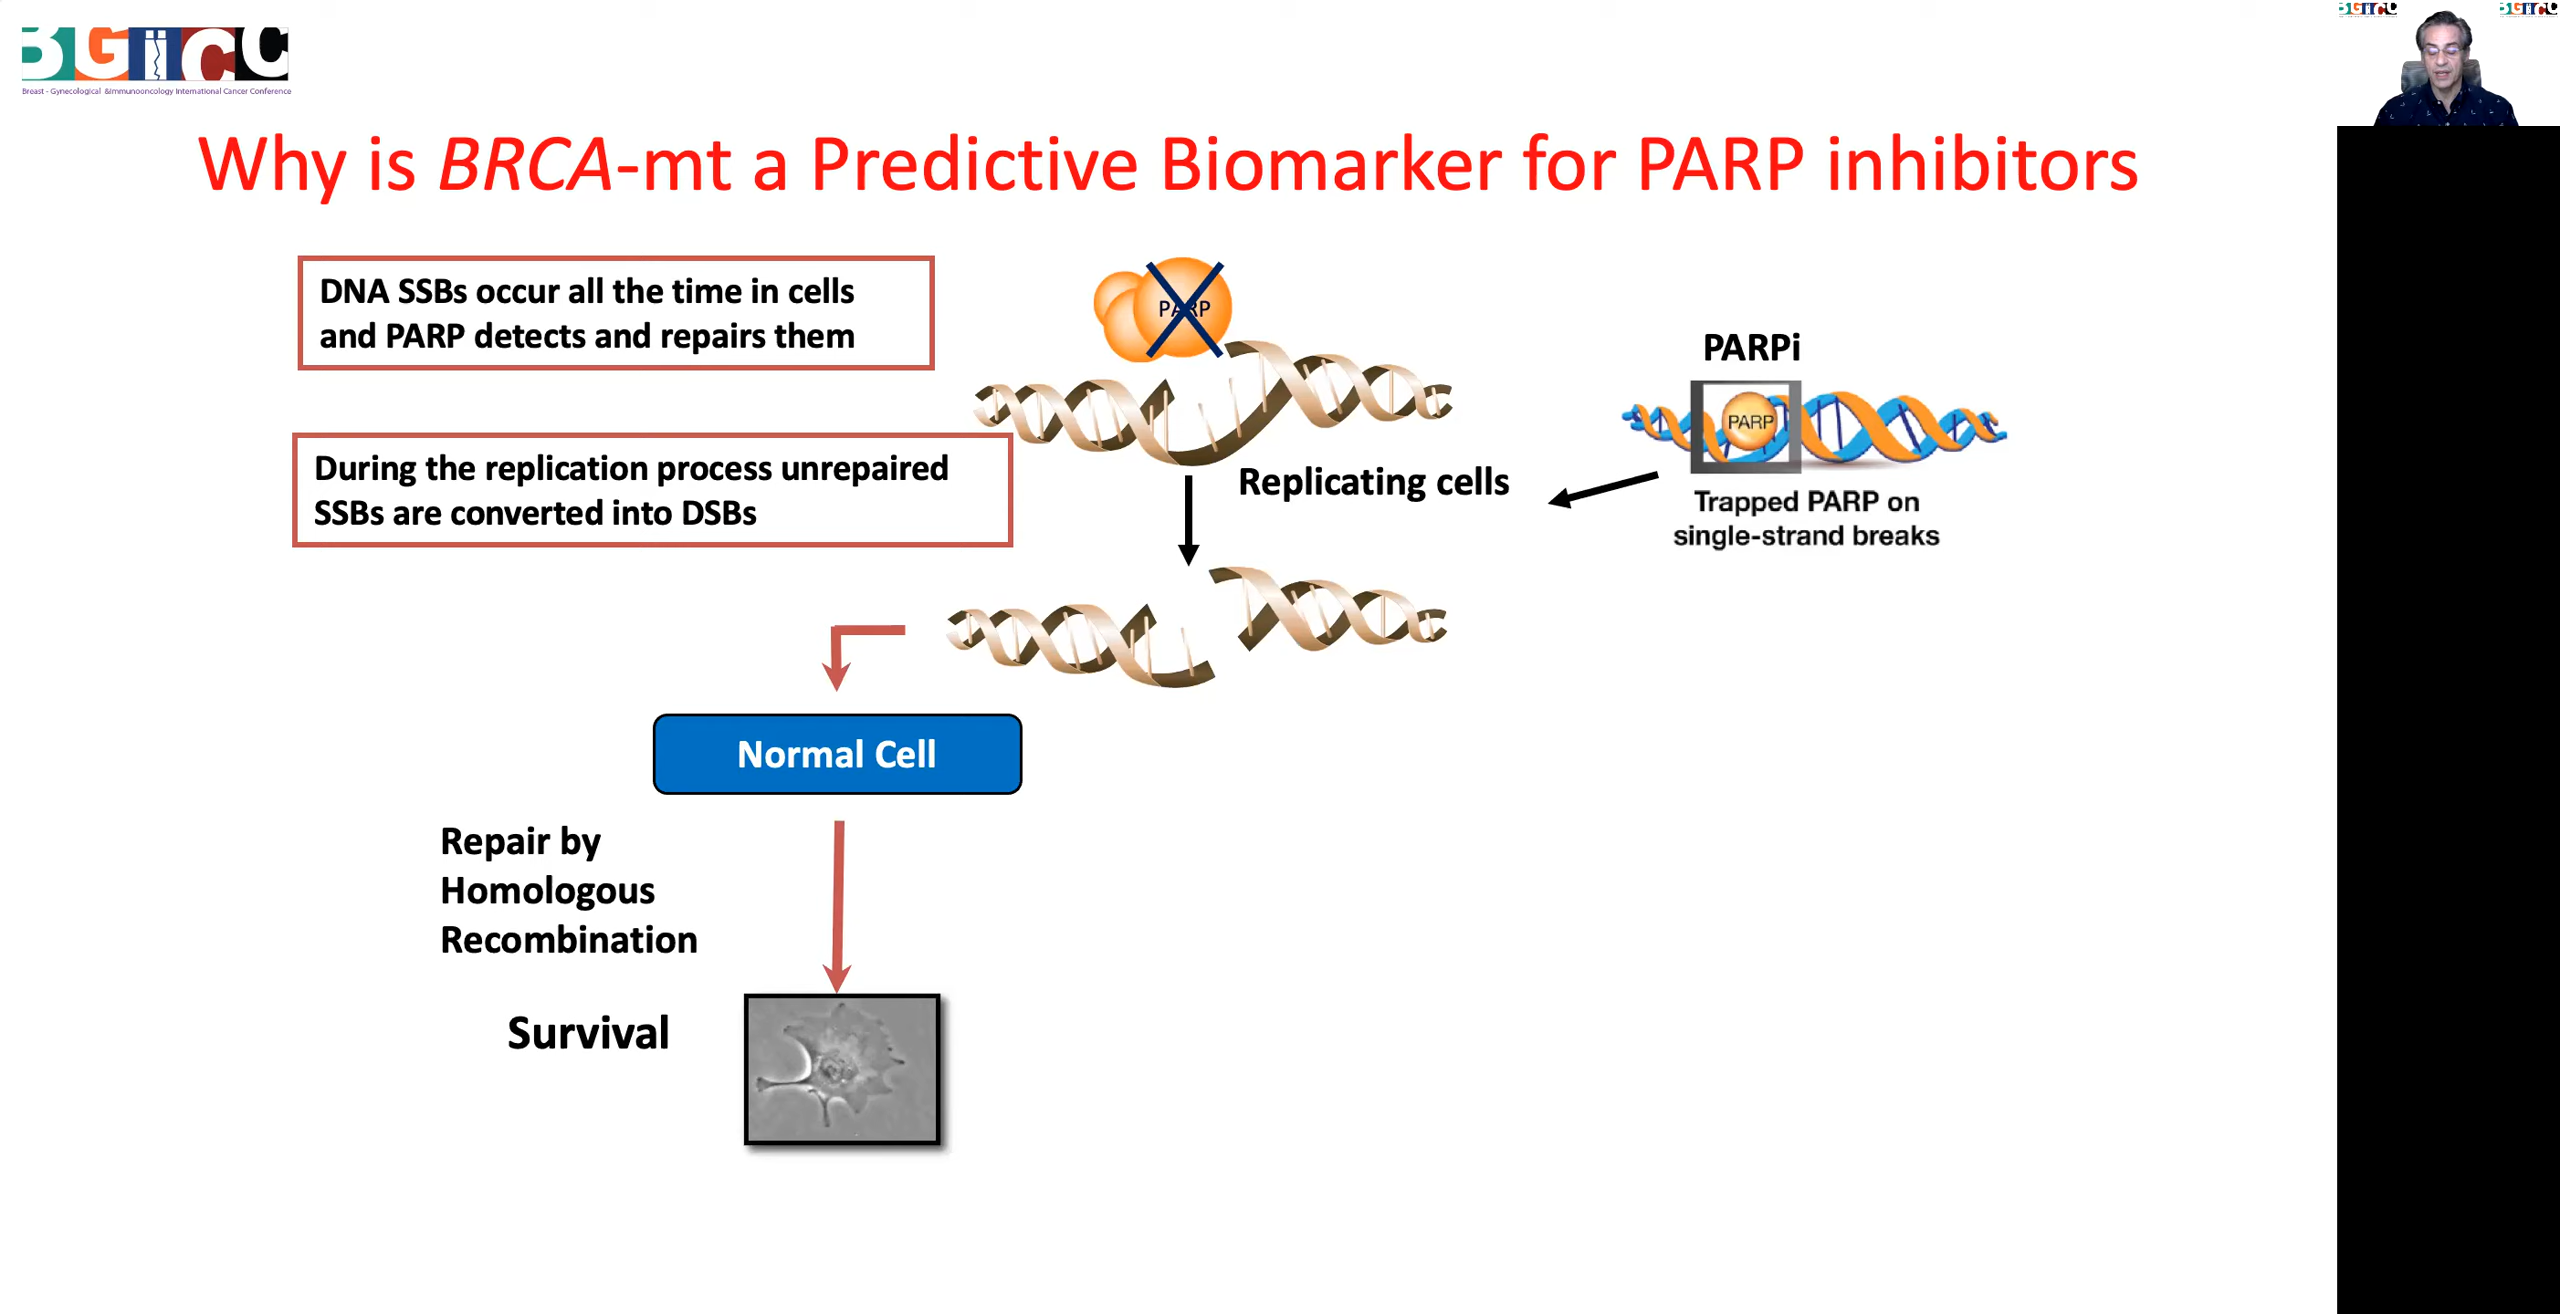 BGiiCC
Breast - Gynecological &Immunooncology International Cancer Conference
Why is BRCA-mt a Predictive Biomarker for PARP inhibitors
DNA SSBs occur all the time in cells
and PARP detects and repairs them
PARP
PARPi
PARP
During the replication process unrepaired
SSBs are converted into DSBs
Replicating cells
Trapped PARP on
single-strand breaks
Normal Cell
Repair by
Homologous
Recombination
Survival